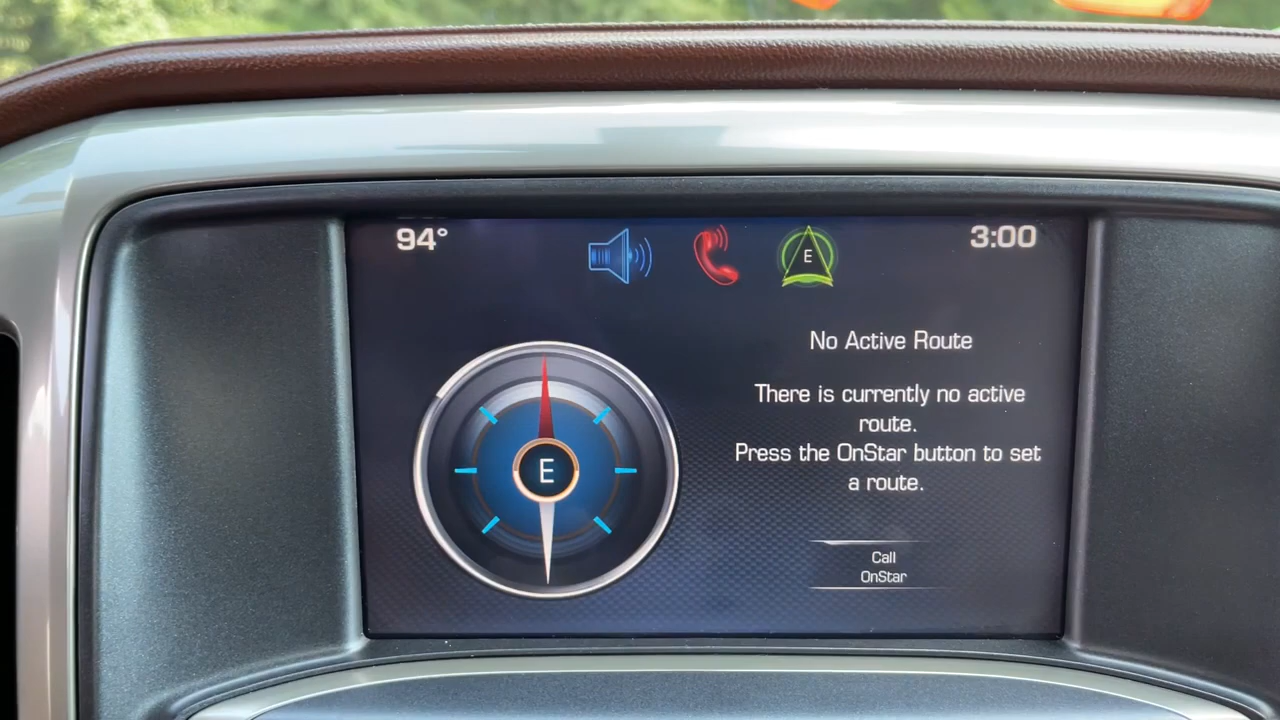 94°
E
3:00
No Active Route
There is currently no active
route.
Press the OnStar button to set
a route.
E
Call
OnStar